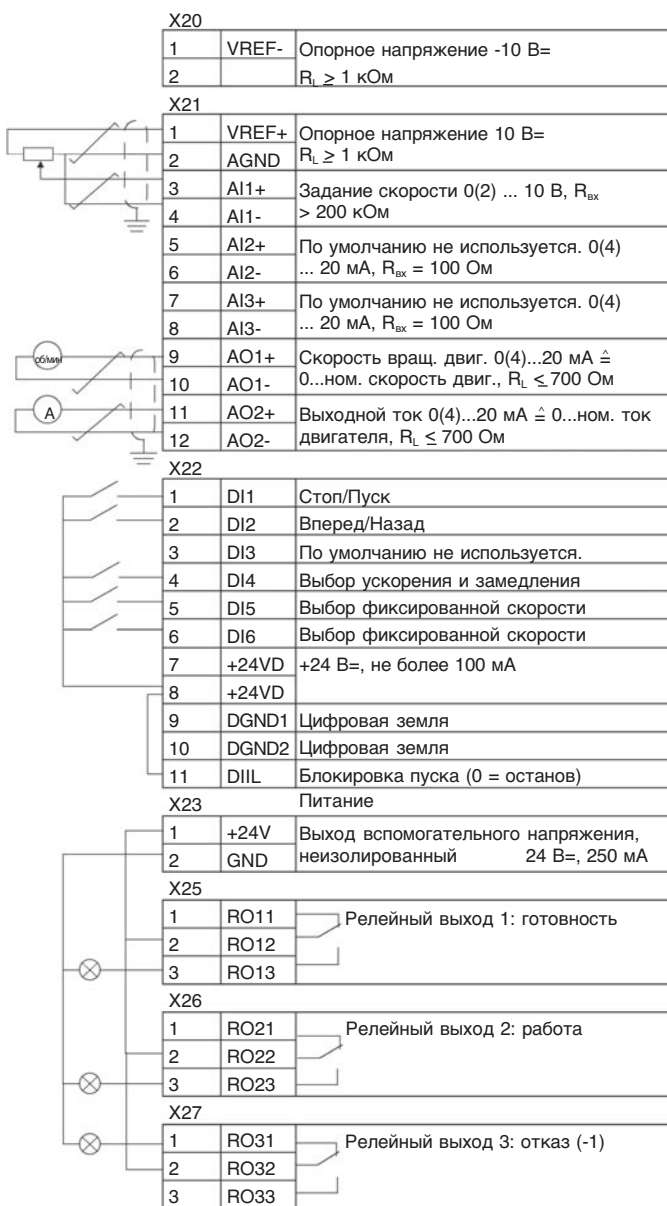 X20
1 VREF- Опорное напряжение -10 В=
2 R_L ≥ 1 кОм
X21
1 VREF+ Опорное напряжение 10 В=
2 AGND R_L ≥ 1 кОм
3 AI1+ Задание скорости 0(2) ... 10 В, R_вх
4 AI1- > 200 кОм
5 AI2+ По умолчанию не используется. 0(4)
6 AI2- ... 20 мА, R_вх = 100 Ом
7 AI3+ По умолчанию не используется. 0(4)
8 AI3- ... 20 мА, R_вх = 100 Ом
об/мин
9 AO1+ Скорость вращ. двиг. 0(4)...20 мА ≙
10 AO1- 0...ном. скорость двиг., R_L ≤ 700 Ом
A
11 AO2+ Выходной ток 0(4)...20 мА ≙ 0...ном. ток
12 AO2- двигателя, R_L ≤ 700 Ом
X22
1 DI1 Стоп/Пуск
2 DI2 Вперед/Назад
3 DI3 По умолчанию не используется.
4 DI4 Выбор ускорения и замедления
5 DI5 Выбор фиксированной скорости
6 DI6 Выбор фиксированной скорости
7 +24VD +24 В=, не более 100 мА
8 +24VD
9 DGND1 Цифровая земля
10 DGND2 Цифровая земля
11 DIIL Блокировка пуска (0 = останов)
X23 Питание
1 +24V Выход вспомогательного напряжения,
2 GND неизолированный 24 В=, 250 мА
X25
1 RO11 Релейный выход 1: готовность
2 RO12
3 RO13
X26
1 RO21 Релейный выход 2: работа
2 RO22
3 RO23
X27
1 RO31 Релейный выход 3: отказ (-1)
2 RO32
3 RO33